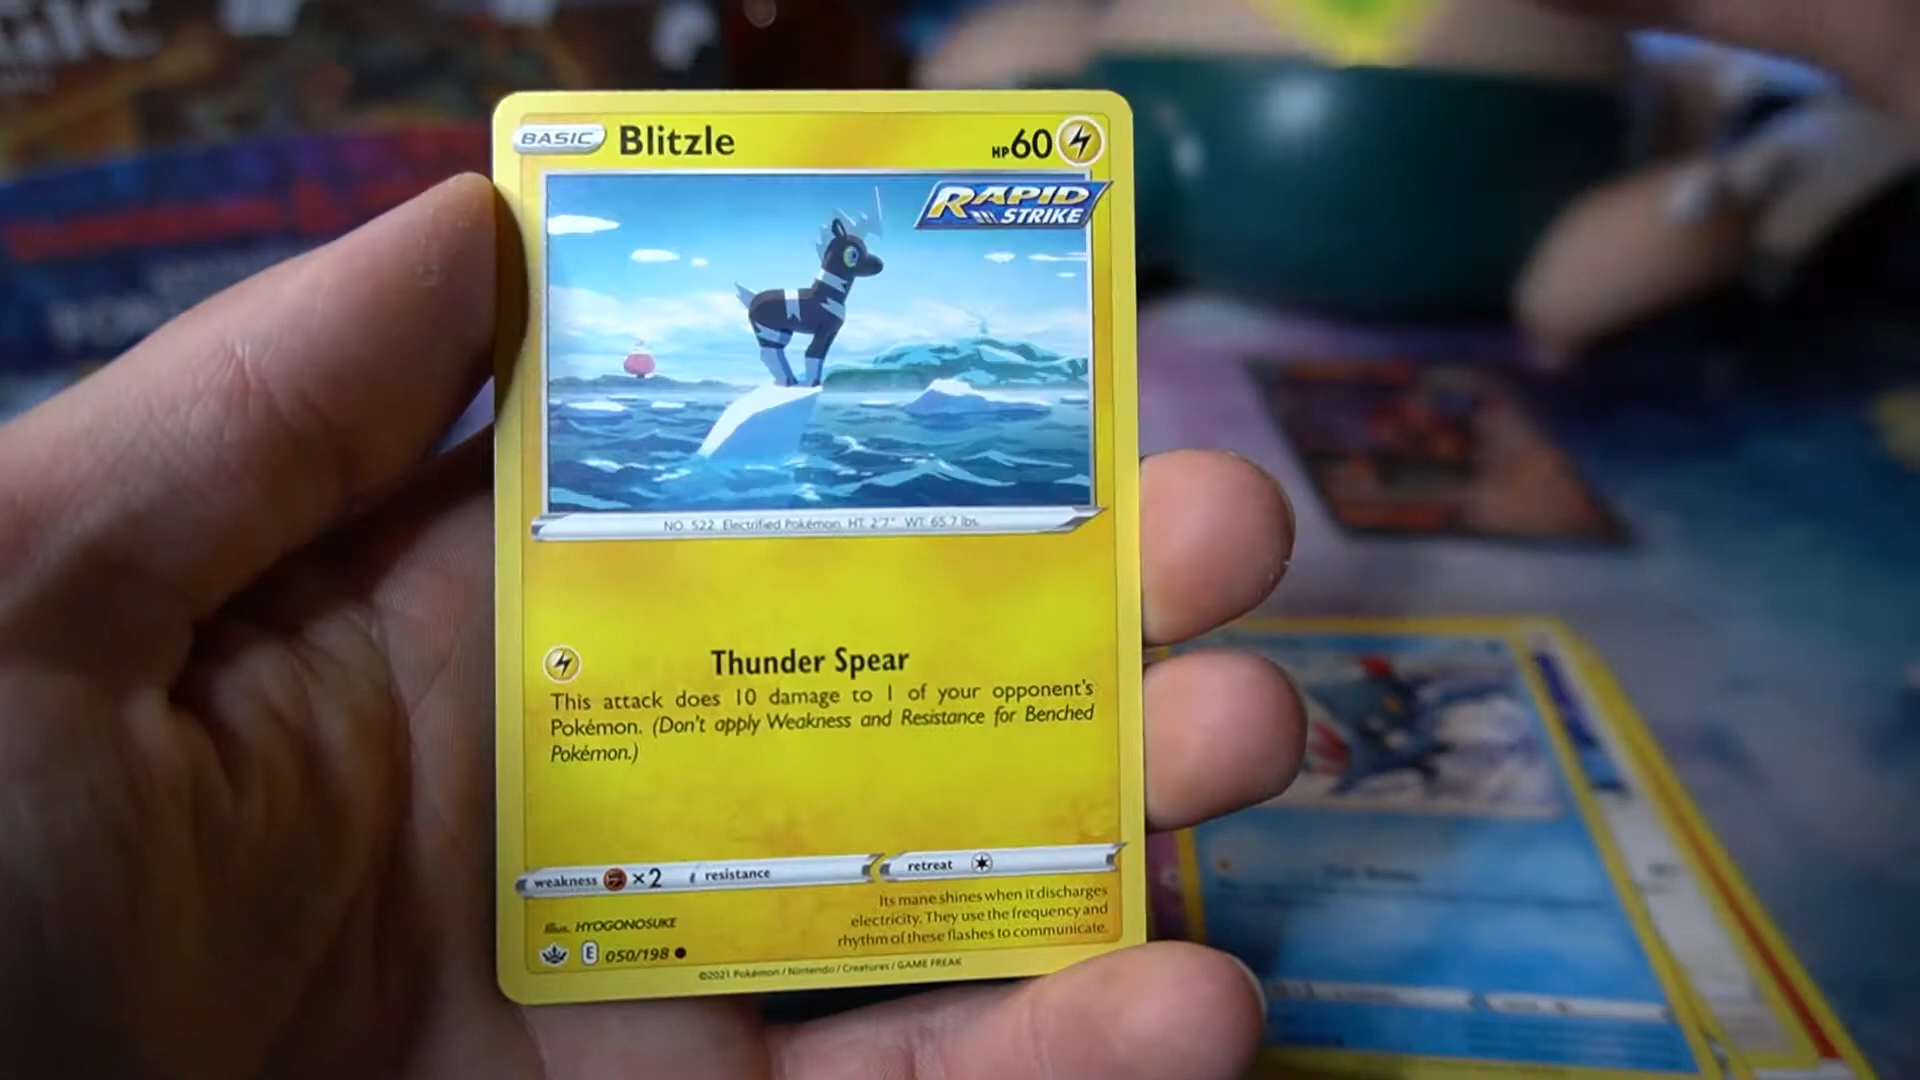 BASIC Blitzle HP60
RAPID
STRIKE
NO. 522 Electrified Pokémon. HT: 2'7" WT: 65.7 lbs.
Thunder Spear
This attack does 10 damage to 1 of your opponent's
Pokémon. (Don't apply Weakness and Resistance for Benched
Pokémon.)
weakness ×2 resistance retreat
Its mane shines when it discharges
electricity. They use the frequency and
rhythm of these flashes to communicate.
Illus. HYOGONOSUKE
E 050/198
©2021 Pokémon / Nintendo / Creatures / GAME FREAK